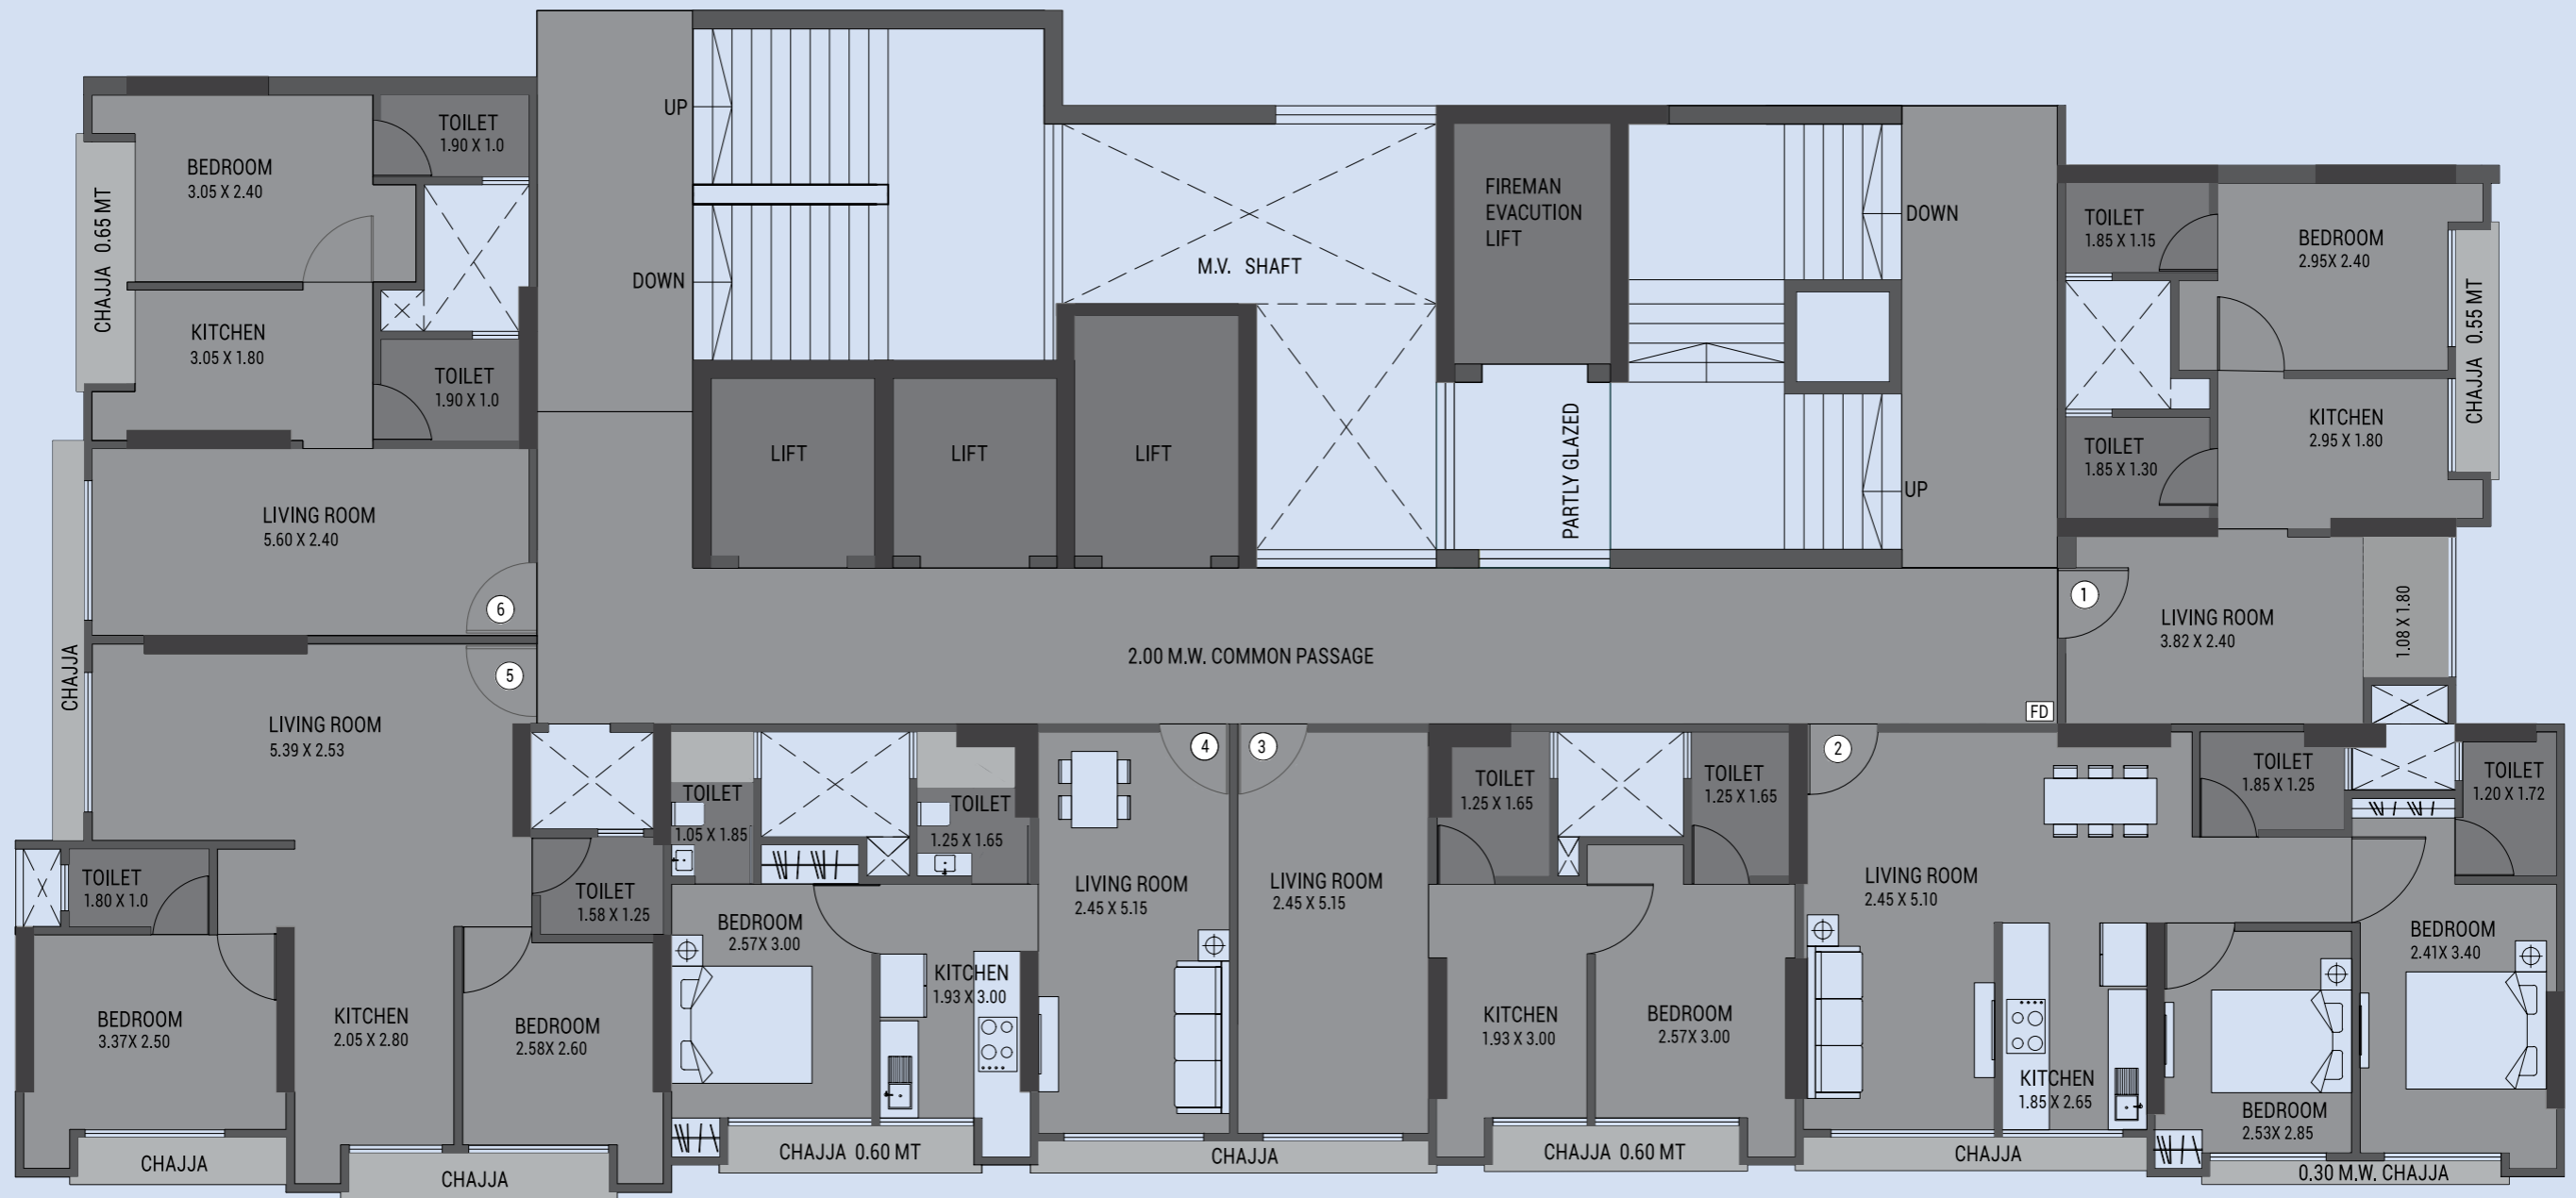 UP
DOWN
M.V. SHAFT
FIREMAN
EVACUTION
LIFT
DOWN
UP
PARTLY GLAZED
LIFT
LIFT
LIFT
2.00 M.W. COMMON PASSAGE
FD
TOILET
1.90 X 1.0
BEDROOM
3.05 X 2.40
CHAJJA 0.65 MT
KITCHEN
3.05 X 1.80
TOILET
1.90 X 1.0
LIVING ROOM
5.60 X 2.40
6
CHAJJA
5
LIVING ROOM
5.39 X 2.53
TOILET
1.80 X 1.0
TOILET
1.58 X 1.25
BEDROOM
3.37X 2.50
KITCHEN
2.05 X 2.80
BEDROOM
2.58X 2.60
CHAJJA
CHAJJA
TOILET
1.05 X 1.85
TOILET
1.25 X 1.65
BEDROOM
2.57X 3.00
KITCHEN
1.93 X 3.00
4
LIVING ROOM
2.45 X 5.15
CHAJJA 0.60 MT
CHAJJA
3
LIVING ROOM
2.45 X 5.15
TOILET
1.25 X 1.65
TOILET
1.25 X 1.65
KITCHEN
1.93 X 3.00
BEDROOM
2.57X 3.00
CHAJJA 0.60 MT
2
LIVING ROOM
2.45 X 5.10
TOILET
1.85 X 1.25
TOILET
1.20 X 1.72
BEDROOM
2.41X 3.40
KITCHEN
1.85 X 2.65
BEDROOM
2.53X 2.85
CHAJJA
0.30 M.W. CHAJJA
TOILET
1.85 X 1.15
BEDROOM
2.95X 2.40
CHAJJA 0.55 MT
KITCHEN
2.95 X 1.80
TOILET
1.85 X 1.30
1
LIVING ROOM
3.82 X 2.40
1.08 X 1.80